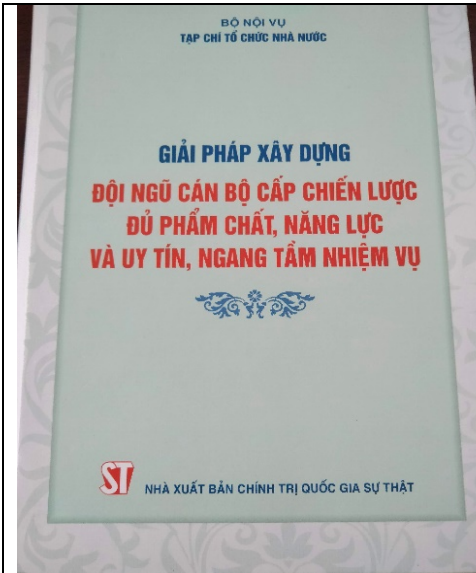 BỘ NỘI VỤ
TẠP CHÍ TỔ CHỨC NHÀ NƯỚC
GIẢI PHÁP XÂY DỰNG
ĐỘI NGŨ CÁN BỘ CẤP CHIẾN LƯỢC
ĐỦ PHẨM CHẤT, NĂNG LỰC
VÀ UY TÍN, NGANG TẦM NHIỆM VỤ
ST NHÀ XUẤT BẢN CHÍNH TRỊ QUỐC GIA SỰ THẬT